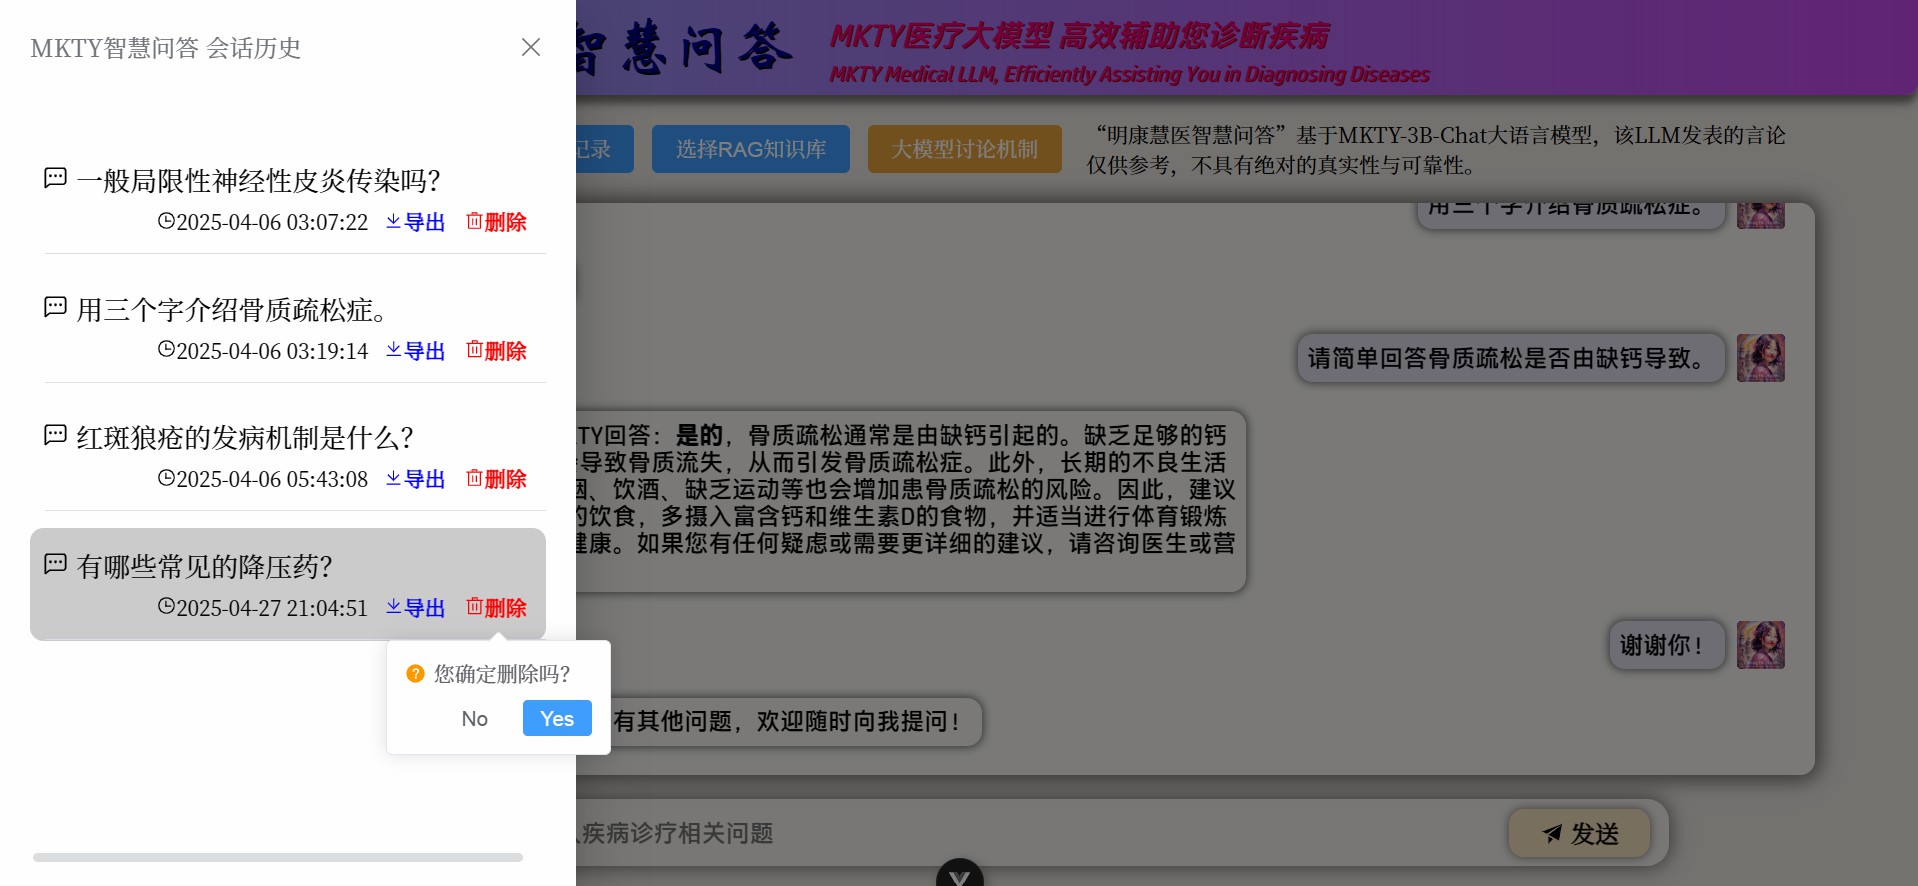 MKTY智慧问答 会话历史
一般局限性神经性皮炎传染吗？
2025-04-06 03:07:22 导出 删除
用三个字介绍骨质疏松症。
2025-04-06 03:19:14 导出 删除
红斑狼疮的发病机制是什么？
2025-04-06 05:43:08 导出 删除
有哪些常见的降压药？
2025-04-27 21:04:51 导出 删除
您确定删除吗？
No Yes
智慧问答
MKTY医疗大模型 高效辅助您诊断疾病
MKTY Medical LLM, Efficiently Assisting You in Diagnosing Diseases
记录 选择RAG知识库 大模型讨论机制
“明康慧医智慧问答”基于MKTY-3B-Chat大语言模型，该LLM发表的言论
仅供参考，不具有绝对的真实性与可靠性。
用三个字介绍骨质疏松症。
请简单回答骨质疏松是否由缺钙导致。
TY回答：是的，骨质疏松通常是由缺钙引起的。缺乏足够的钙
导致骨质流失，从而引发骨质疏松症。此外，长期的不良生活
、饮酒、缺乏运动等也会增加患骨质疏松的风险。因此，建议
的饮食，多摄入富含钙和维生素D的食物，并适当进行体育锻炼
健康。如果您有任何疑虑或需要更详细的建议，请咨询医生或营
谢谢你！
有其他问题，欢迎随时向我提问！
疾病诊疗相关问题
发送